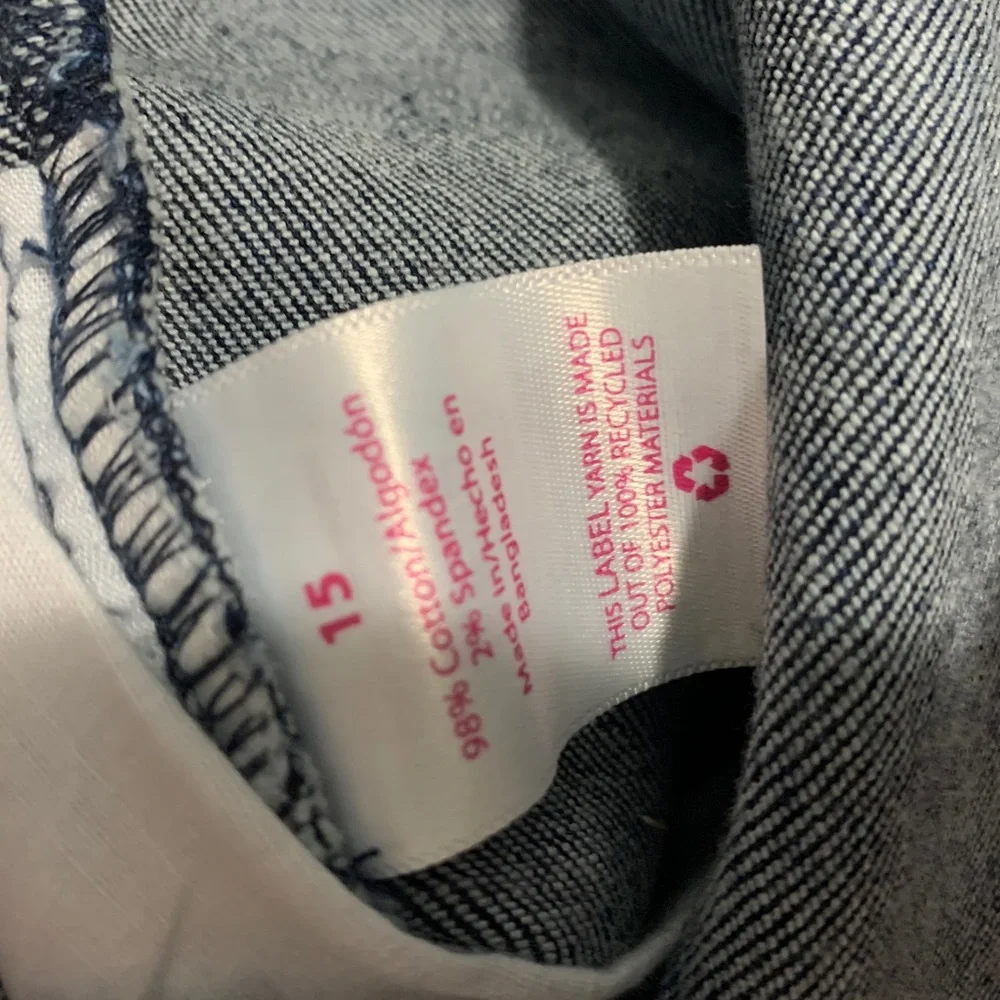 15
98% Cotton/Algodón
2% Spandex
Made in/Hecho en
Bangladesh
THIS LABEL YARN IS MADE
OUT OF 100% RECYCLED
POLYESTER MATERIALS